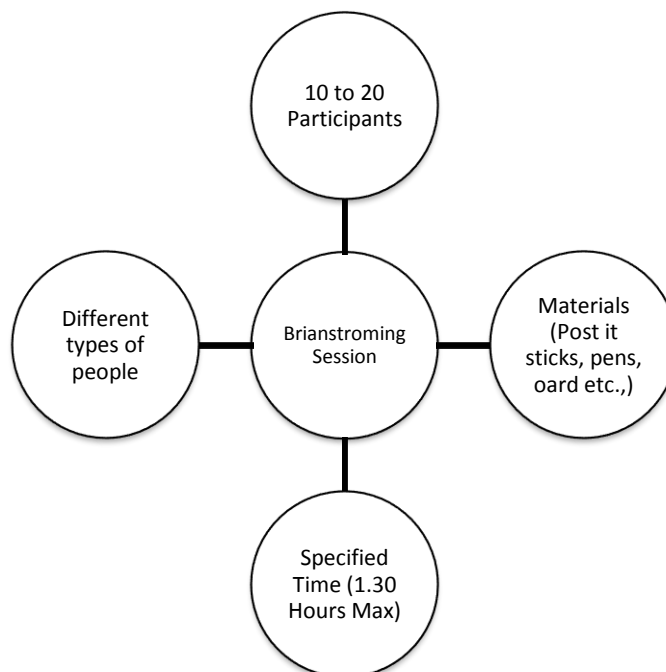 10 to 20
Participants
Different
types of
people
Brianstroming
Session
Materials
(Post it
sticks, pens,
oard etc.,)
Specified
Time (1.30
Hours Max)